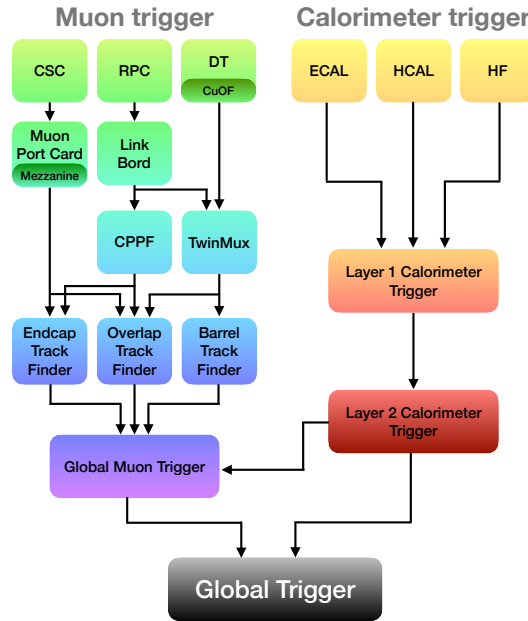 Muon trigger
Calorimeter trigger
CSC
RPC
DT
CuOF
ECAL
HCAL
HF
Muon
Port Card
Mezzanine
Link
Bord
CPPF
TwinMux
Layer 1 Calorimeter
Trigger
Endcap
Track
Finder
Overlap
Track
Finder
Barrel
Track
Finder
Layer 2 Calorimeter
Trigger
Global Muon Trigger
Global Trigger